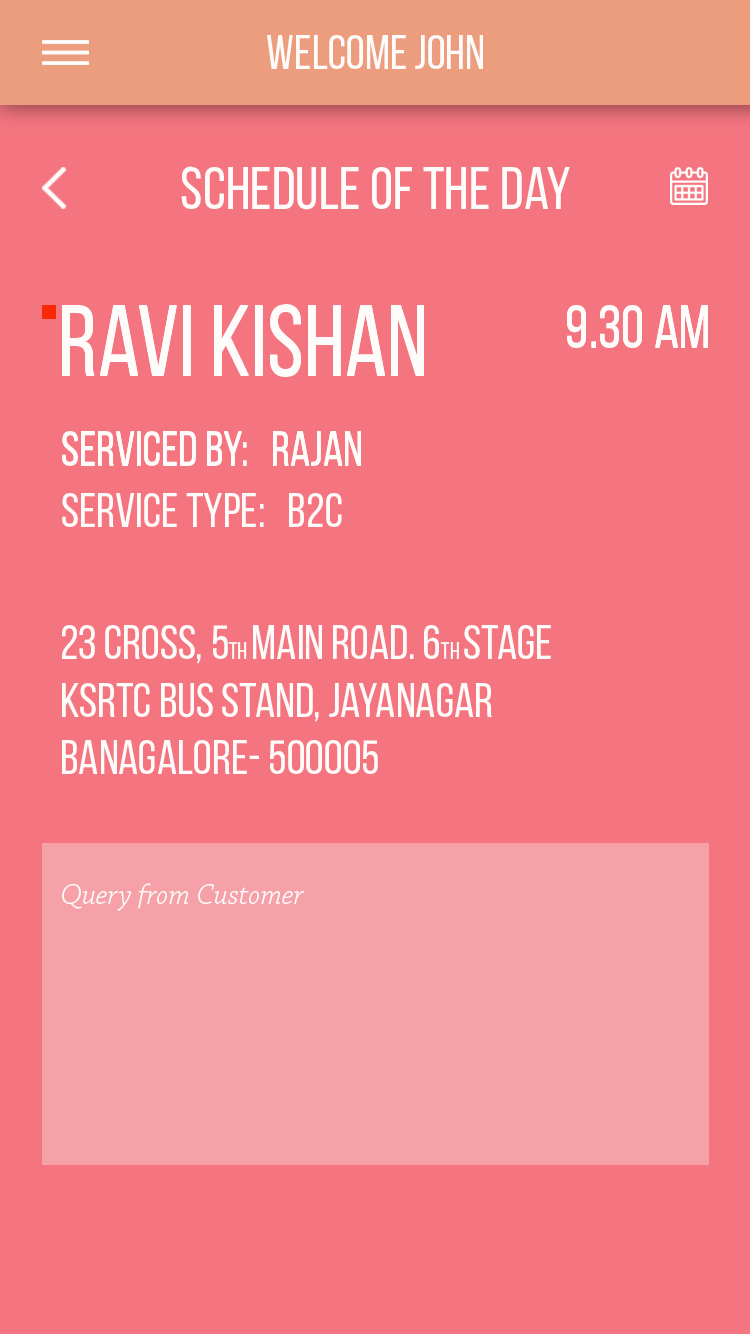 WELCOME JOHN
SCHEDULE OF THE DAY
RAVI KISHAN
9.30 AM
SERVICED BY: RAJAN
SERVICE TYPE: B2C
23 CROSS, 5TH MAIN ROAD. 6TH STAGE
KSRTC BUS STAND, JAYANAGAR
BANAGALORE- 500005
Query from Customer